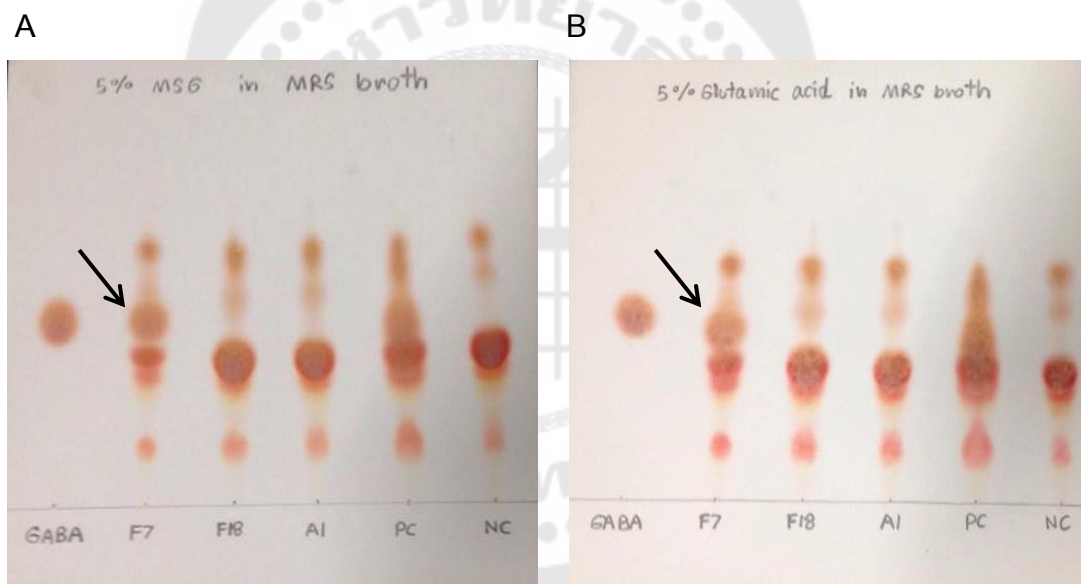 A
B
5% MSG in MRS broth
5% Glutamic acid in MRS broth
GABA F7 F18 A1 PC NC
GABA F7 F18 A1 PC NC